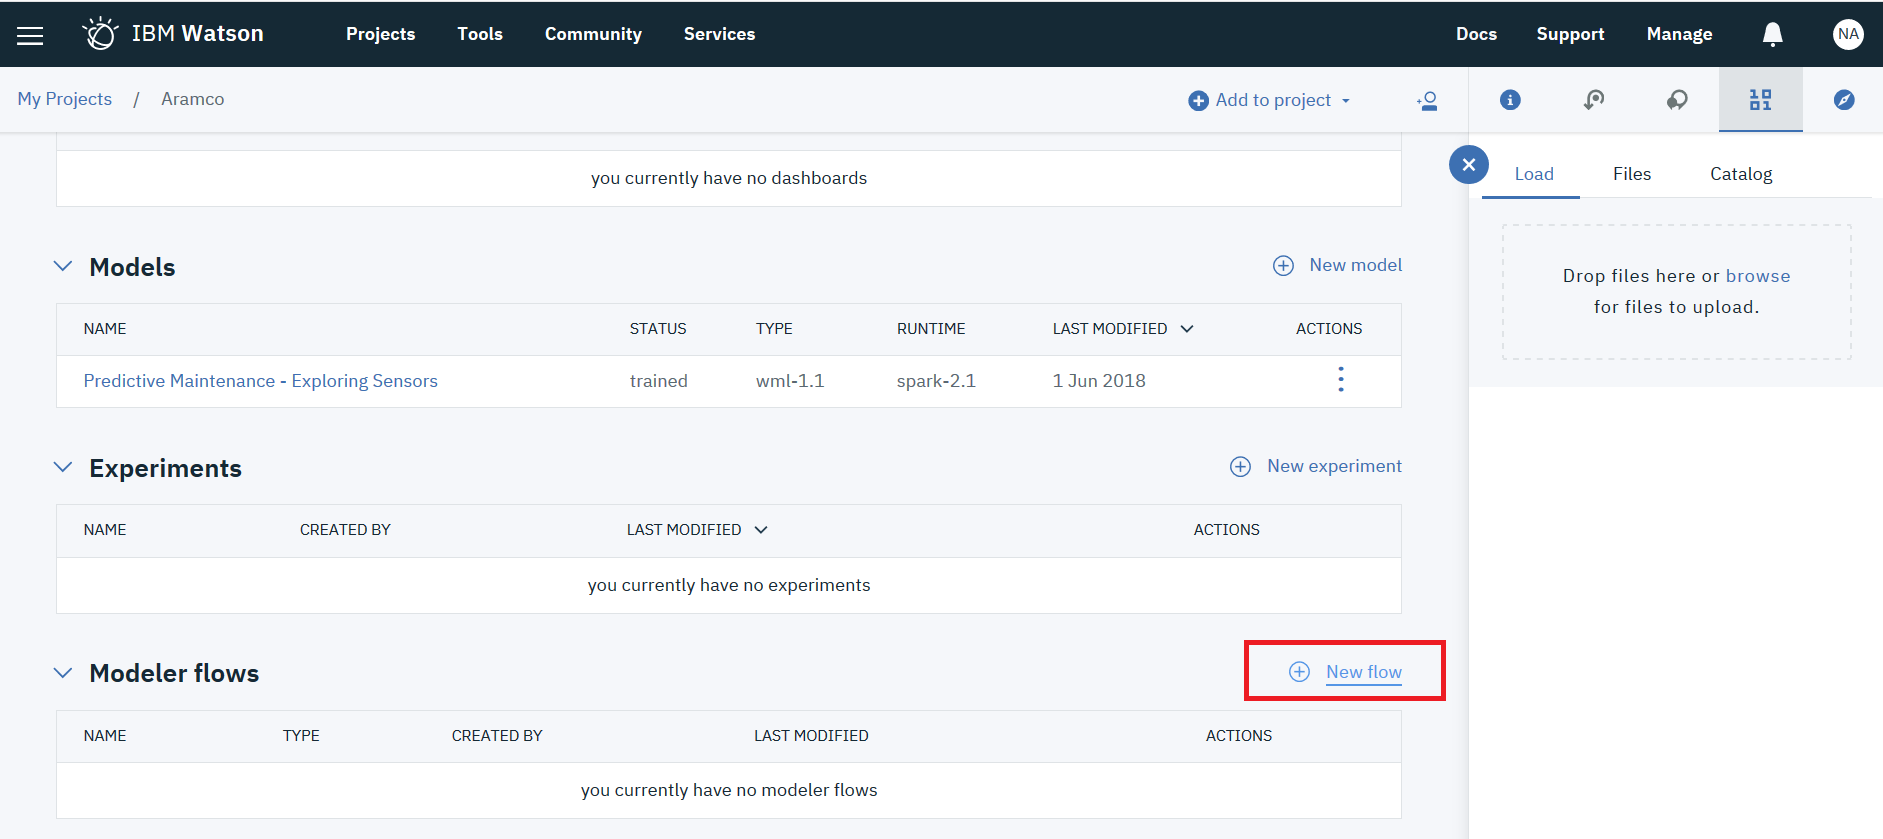 IBM Watson Projects Tools Community Services Docs Support Manage NA
My Projects / Aramco Add to project
Load Files Catalog
Drop files here or browse
for files to upload.
you currently have no dashboards
Models New model
NAME STATUS TYPE RUNTIME LAST MODIFIED ACTIONS
Predictive Maintenance - Exploring Sensors trained wml-1.1 spark-2.1 1 Jun 2018
Experiments New experiment
NAME CREATED BY LAST MODIFIED ACTIONS
you currently have no experiments
Modeler flows New flow
NAME TYPE CREATED BY LAST MODIFIED ACTIONS
you currently have no modeler flows